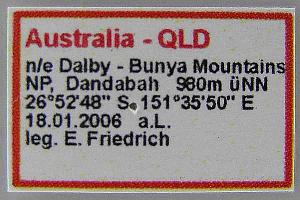 Australia - QLD
n/e Dalby - Bunya Mountains
NP, Dandabah 980m üNN
26°52'48" S, 151°35'50" E
18.01.2006 a.L.
leg. E. Friedrich